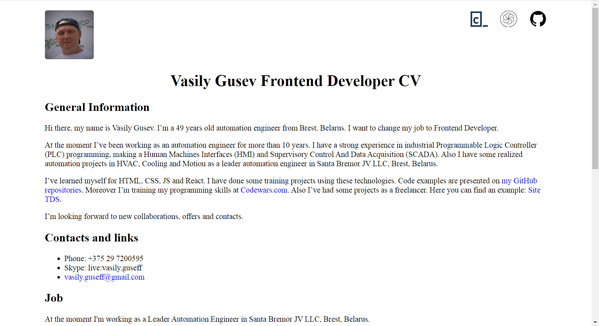 Vasily Gusev Frontend Developer CV
General Information
Hi there, my name is Vasily Gusev. I’m a 49 years old automation engineer from Brest, Belarus. I want to change my job to Frontend Developer.
At the moment I’ve been working as an automation engineer for more than 10 years. I have a strong experience in industrial Programmable Logic Controller
(PLC) programming, making a Human Machines Interfaces (HMI) and Supervisory Control And Data Acquisition (SCADA). Also I have some realized
automation projects in HVAC, Cooling and Motion as a leader automation engineer in Santa Bremor JV LLC, Brest, Belarus.
I’ve learned myself for HTML, CSS, JS and React. I have done some training projects using these technologies. Code examples are presented on my GitHub
repositories. Moreover I’m training my programming skills at Codewars.com. Also I’ve had some projects as a freelancer. Here you can find an example: Site
TDS.
I’m looking forward to new collaborations, offers and contacts.
Contacts and links
Phone: +375 29 7200595
Skype: live:vasily.guseff
vasily.guseff@gmail.com
Job
At the moment I'm working as a Leader Automation Engineer in Santa Bremor JV LLC, Brest, Belarus.